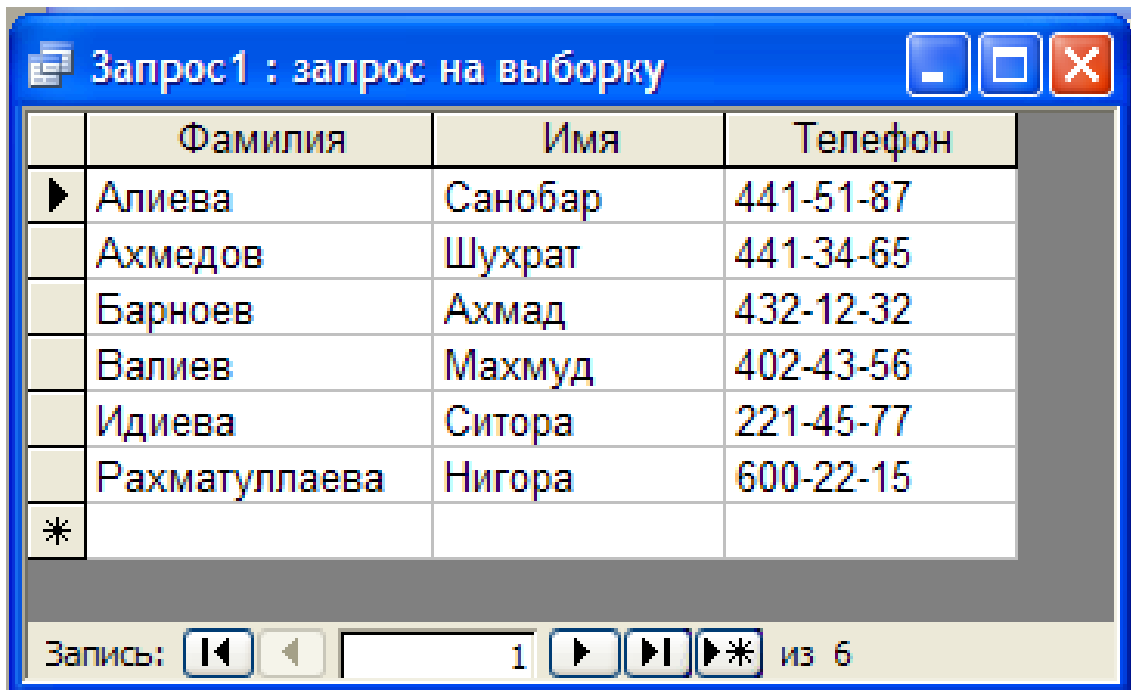 Запрос1 : запрос на выборку
Фамилия Имя Телефон
Алиева Санобар 441-51-87
Ахмедов Шухрат 441-34-65
Барноев Ахмад 432-12-32
Валиев Махмуд 402-43-56
Идиева Ситора 221-45-77
Рахматуллаева Нигора 600-22-15
Запись: 1 из 6